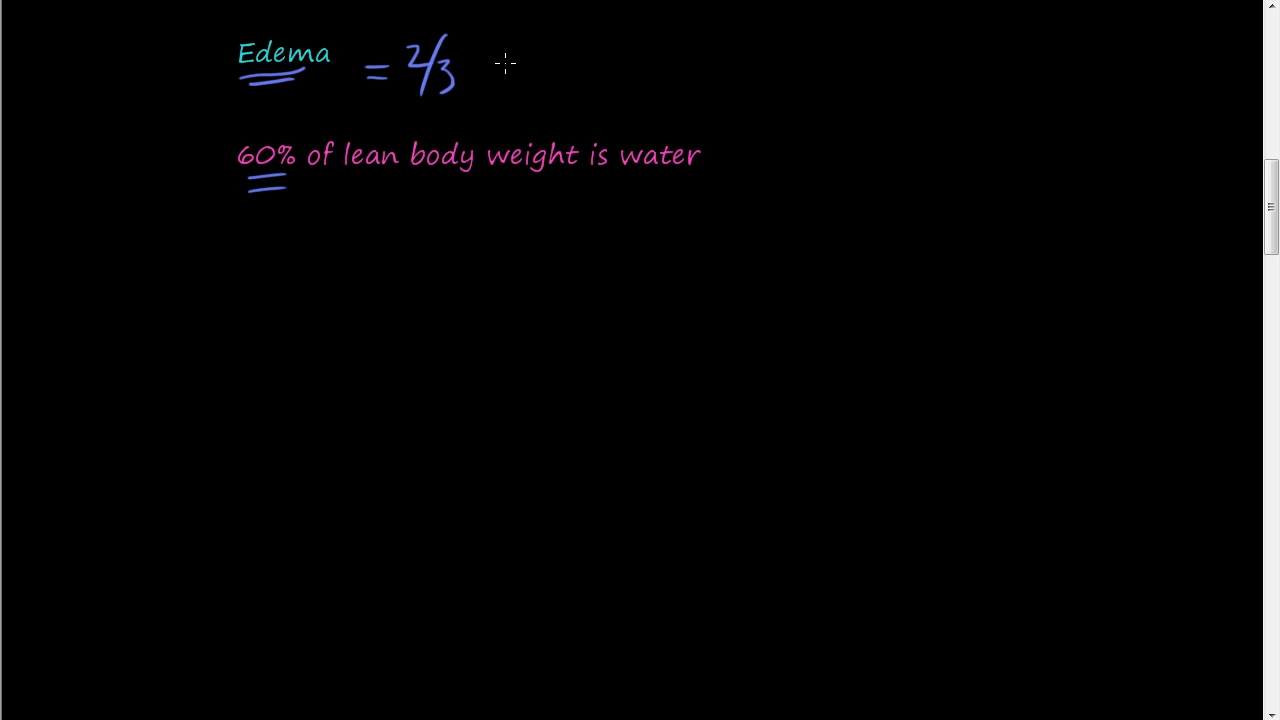 Edema = 2/3
60% of lean body weight is water